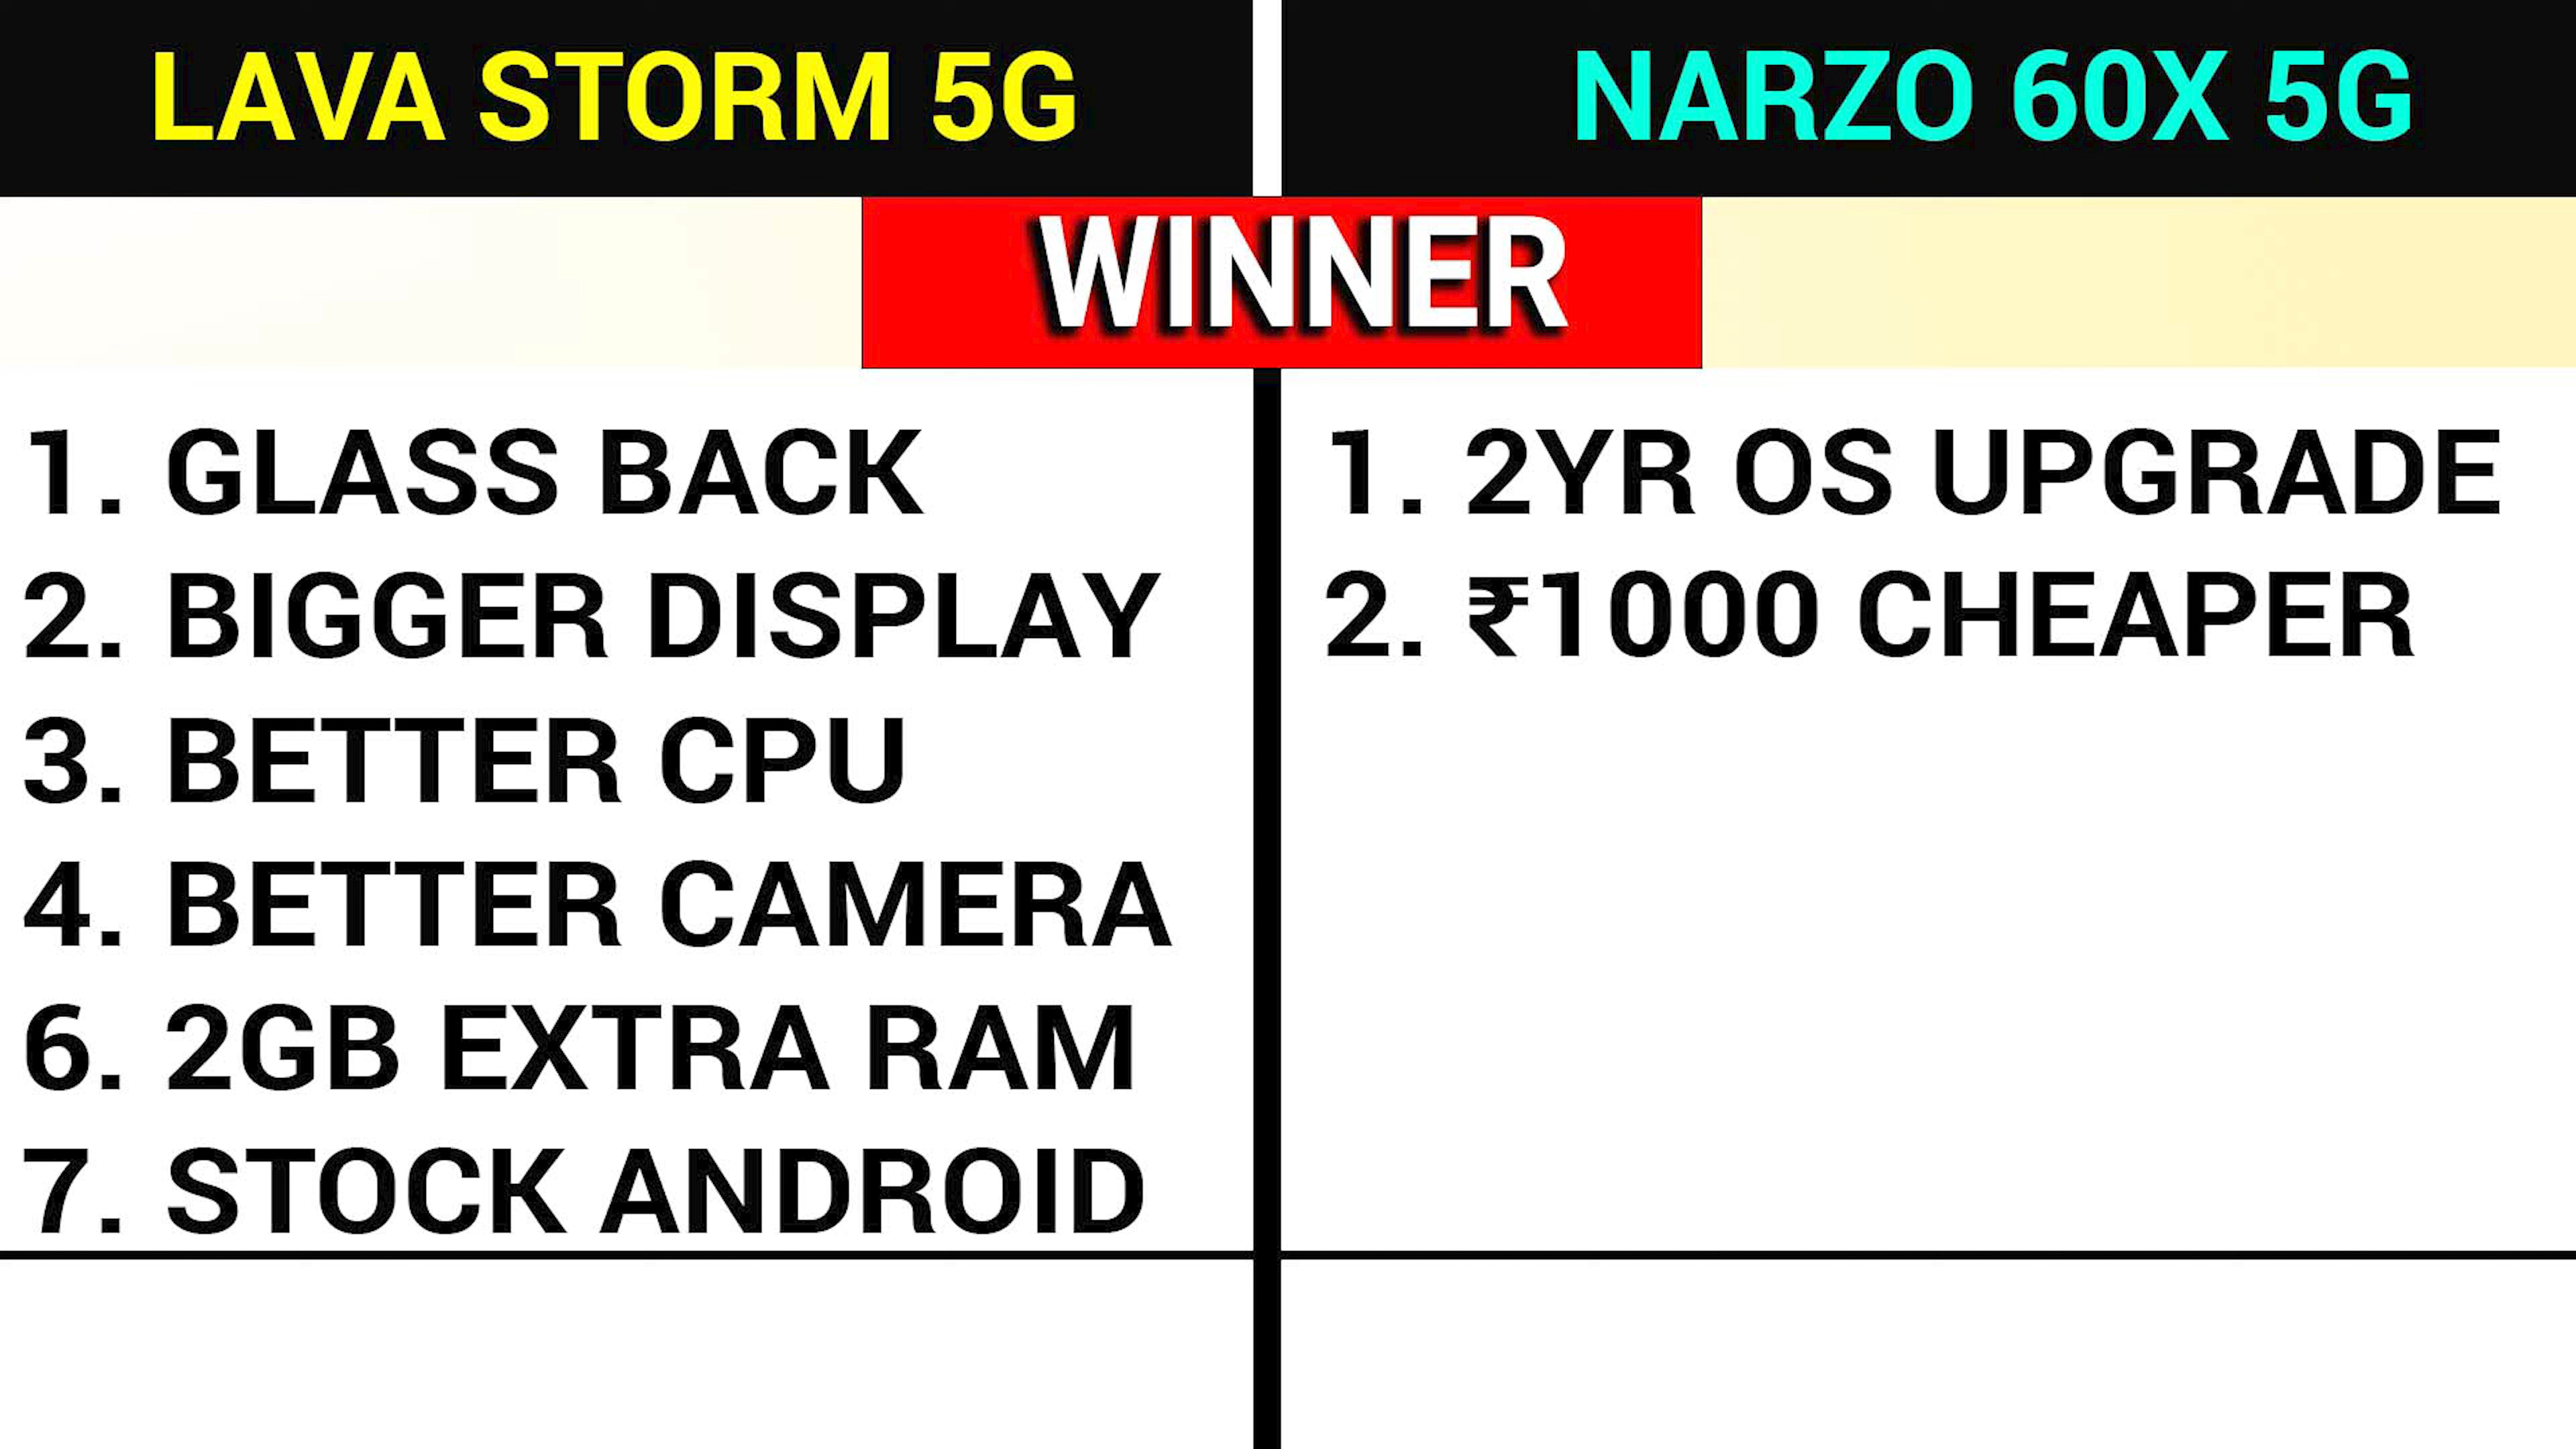 LAVA STORM 5G
NARZO 60X 5G
WINNER
1. GLASS BACK
2. BIGGER DISPLAY
3. BETTER CPU
4. BETTER CAMERA
6. 2GB EXTRA RAM
7. STOCK ANDROID
1. 2YR OS UPGRADE
2. ₹1000 CHEAPER